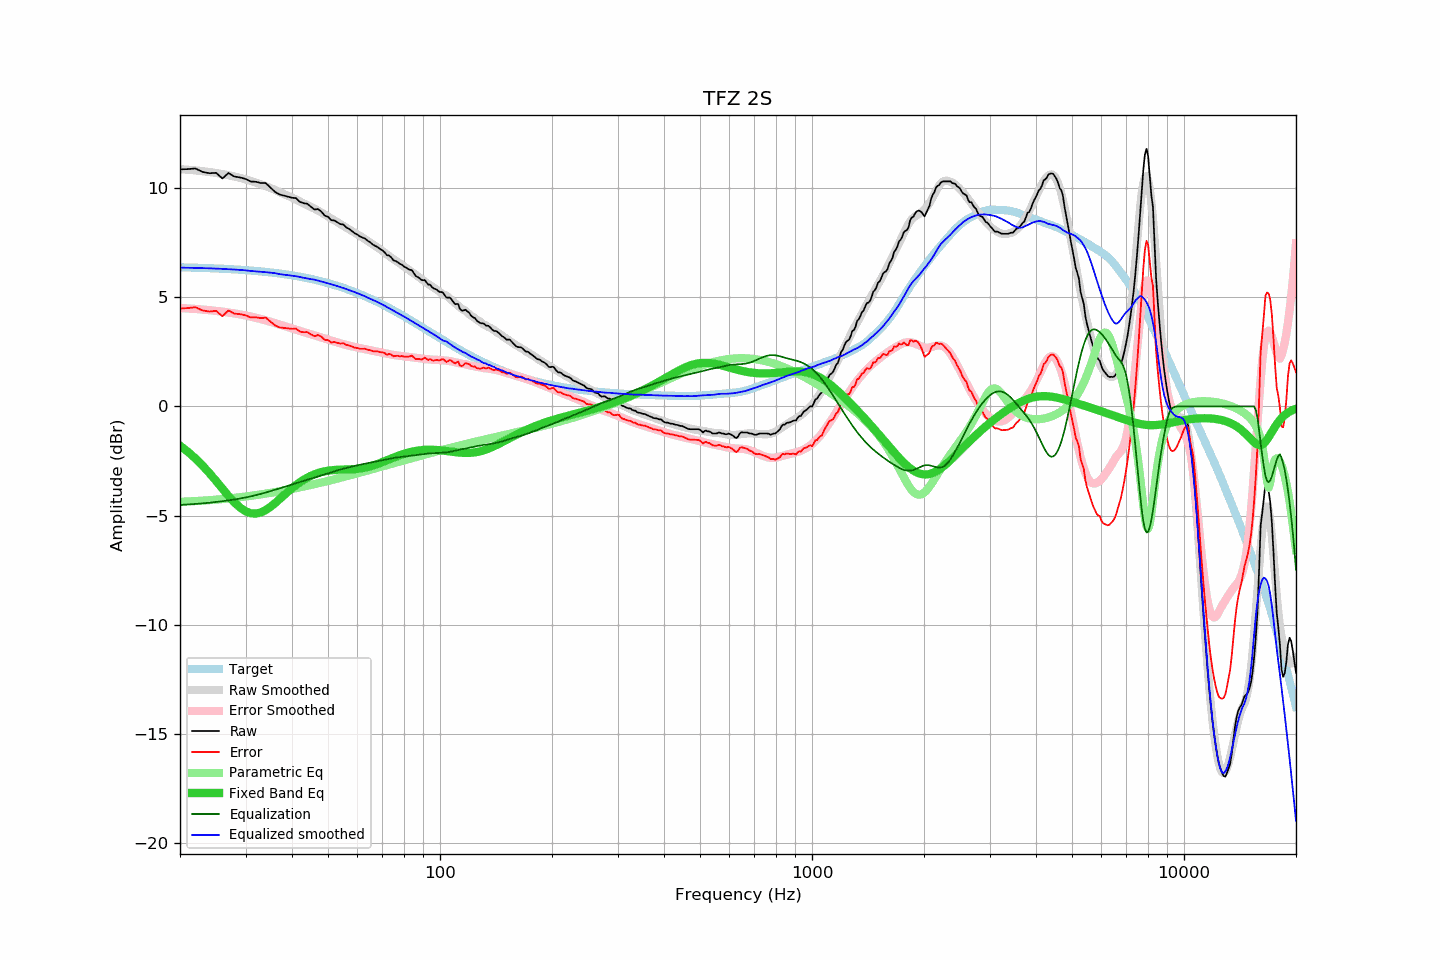 TFZ 2S
Amplitude (dBr)
10
5
0
−5
−10
−15
−20
Target
Raw Smoothed
Error Smoothed
Raw
Error
Parametric Eq
Fixed Band Eq
Equalization
Equalized smoothed
100
1000
10000
Frequency (Hz)